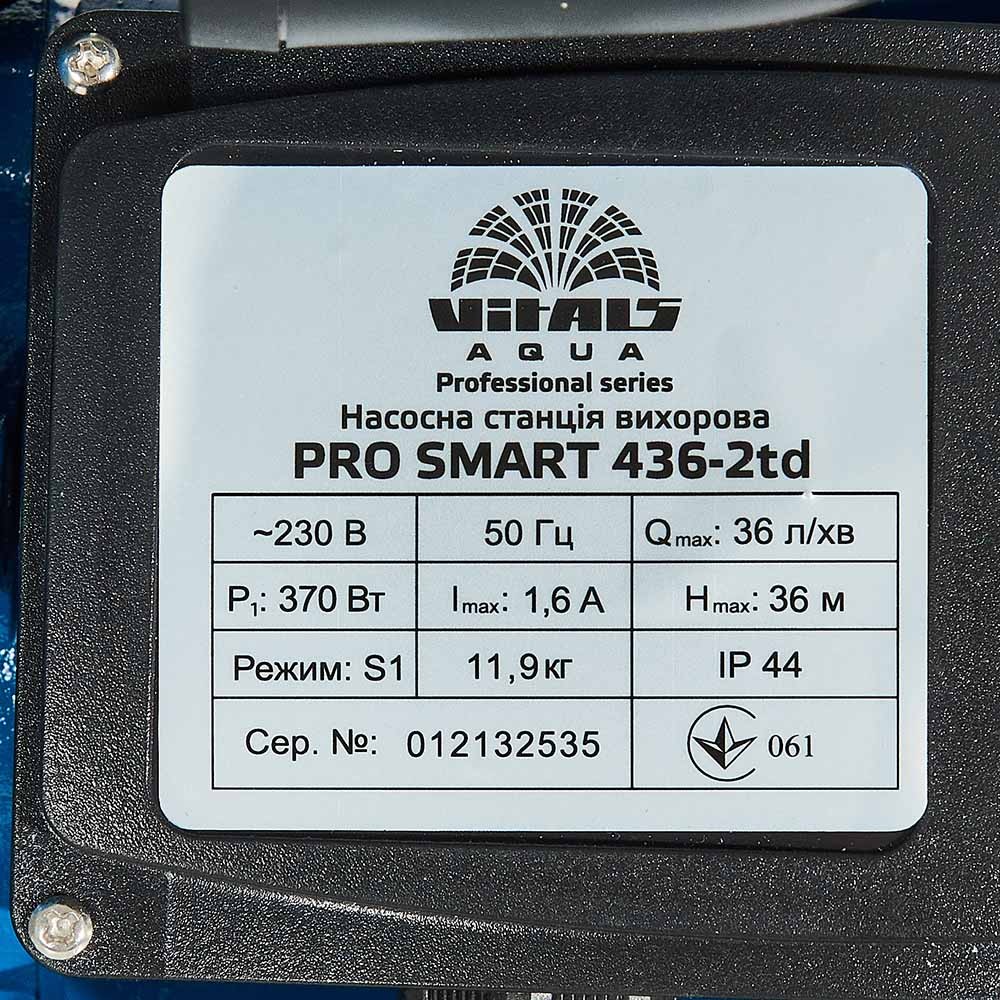 VITALS
AQUA
Professional series
Насосна станція вихорова
PRO SMART 436-2td
~230 В 50 Гц Qmax: 36 л/хв
P1: 370 Вт Imax: 1,6 А Hmax: 36 м
Режим: S1 11,9 кг IP 44
Сер. №: 012132535 061